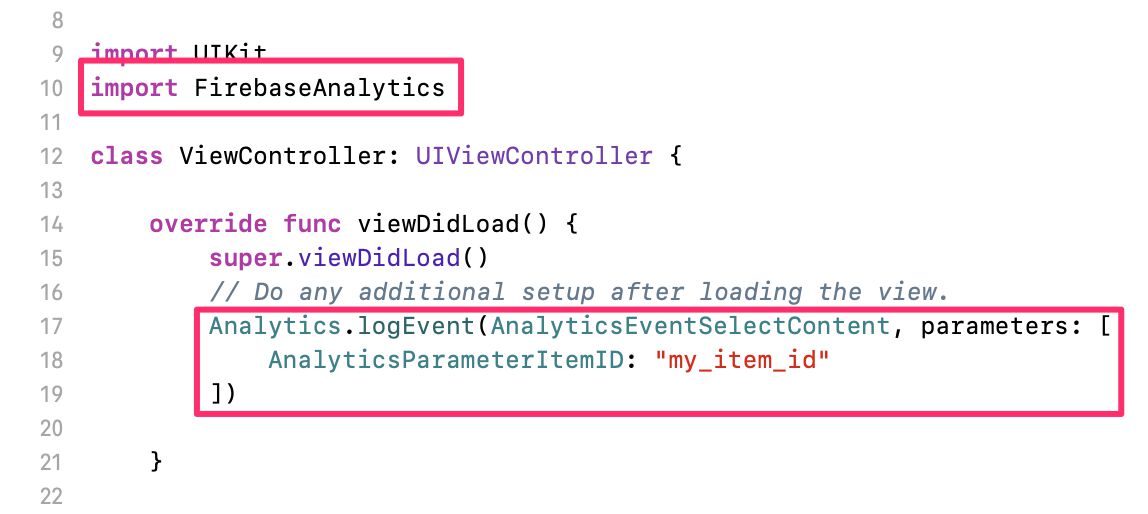 8
9 import UIKit
10 import FirebaseAnalytics
11
12 class ViewController: UIViewController {
13
14     override func viewDidLoad() {
15         super.viewDidLoad()
16         // Do any additional setup after loading the view.
17         Analytics.logEvent(AnalyticsEventSelectContent, parameters: [
18             AnalyticsParameterItemID: "my_item_id"
19         ])
20
21     }
22